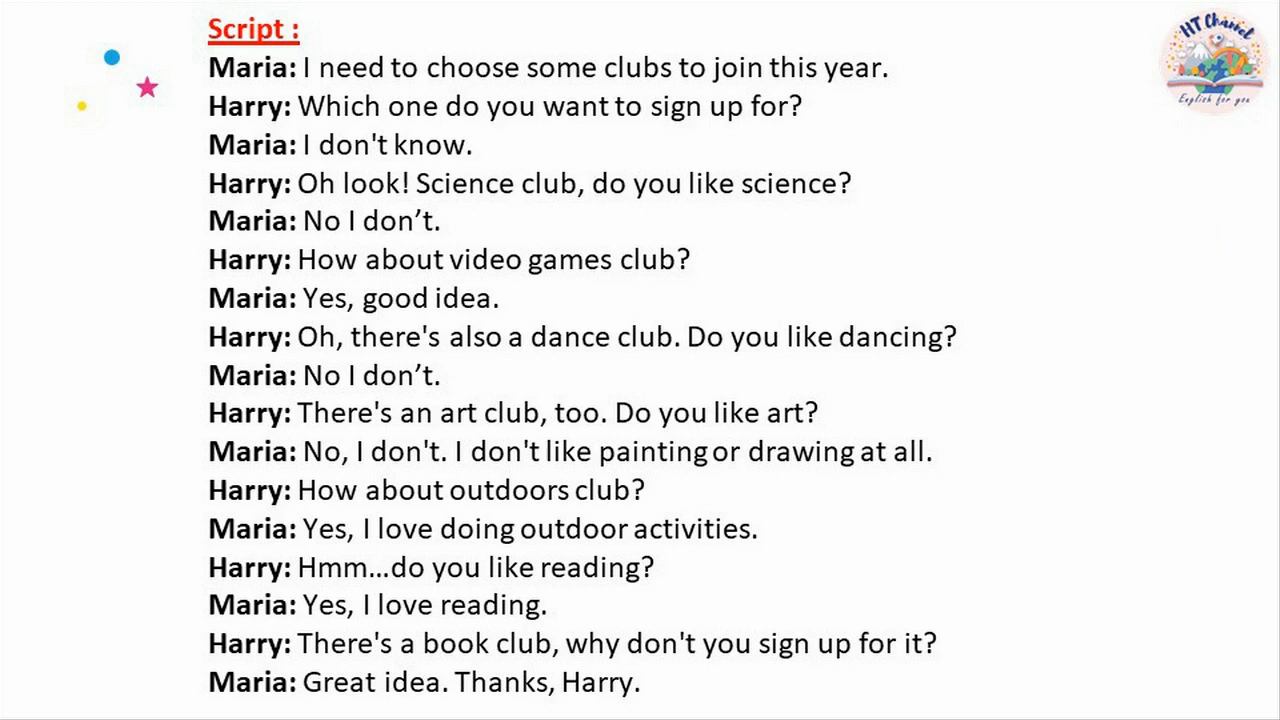 Script :
Maria: I need to choose some clubs to join this year.
Harry: Which one do you want to sign up for?
Maria: I don't know.
Harry: Oh look! Science club, do you like science?
Maria: No I don’t.
Harry: How about video games club?
Maria: Yes, good idea.
Harry: Oh, there's also a dance club. Do you like dancing?
Maria: No I don’t.
Harry: There's an art club, too. Do you like art?
Maria: No, I don't. I don't like painting or drawing at all.
Harry: How about outdoors club?
Maria: Yes, I love doing outdoor activities.
Harry: Hmm...do you like reading?
Maria: Yes, I love reading.
Harry: There's a book club, why don't you sign up for it?
Maria: Great idea. Thanks, Harry.
HT Channel
English for you